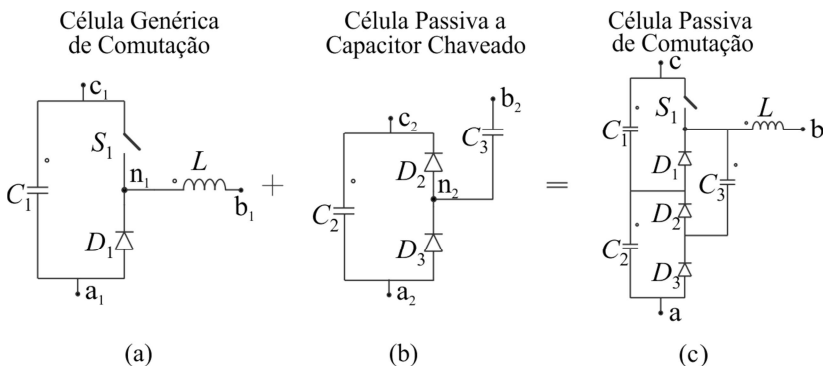 Célula Genérica
de Comutação
c1
S1
C1
n1
L
b1
D1
a1
(a)
+
Célula Passiva a
Capacitor Chaveado
b2
c2
C3
D2
n2
C2
D3
a2
(b)
=
Célula Passiva
de Comutação
c
S1
L
b
C1
D1
C3
D2
C2
D3
a
(c)